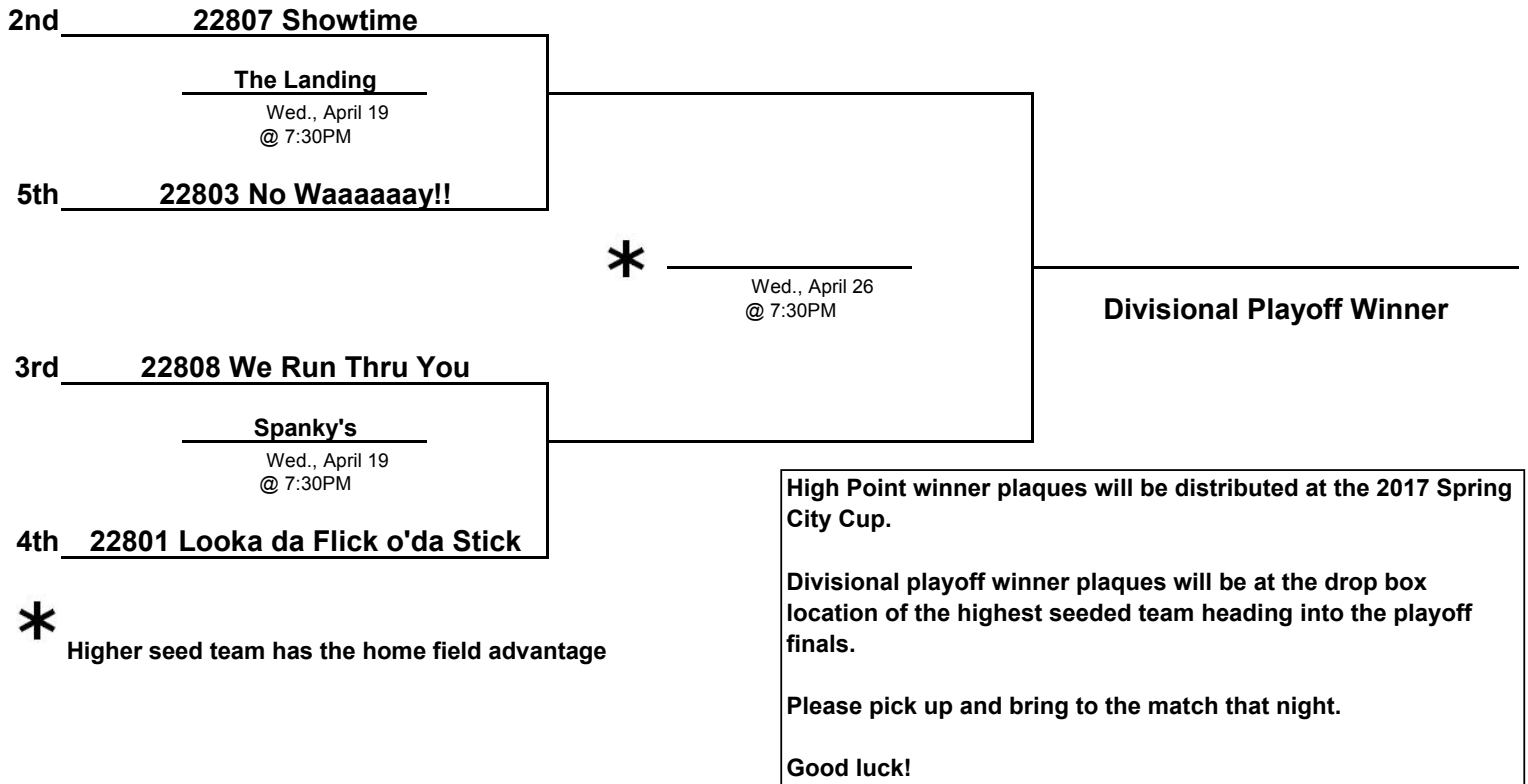 2nd 22807 Showtime
The Landing
Wed., April 19
@ 7:30PM
5th 22803 No Waaaaaay!!
*
Wed., April 26
@ 7:30PM
Divisional Playoff Winner
3rd 22808 We Run Thru You
Spanky's
Wed., April 19
@ 7:30PM
4th 22801 Looka da Flick o'da Stick
* Higher seed team has the home field advantage
High Point winner plaques will be distributed at the 2017 Spring
City Cup.
Divisional playoff winner plaques will be at the drop box
location of the highest seeded team heading into the playoff
finals.
Please pick up and bring to the match that night.
Good luck!